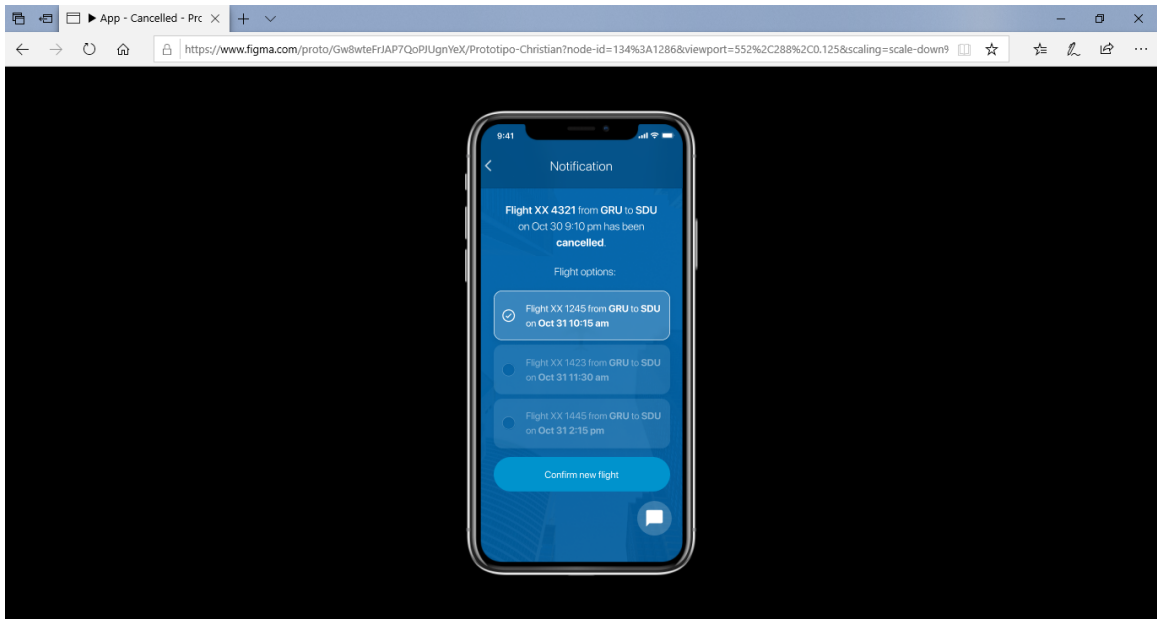 App - Cancelled - Prc
https://www.figma.com/proto/Gw8wteFrJAP7QoPJUgnYeX/Prototipo-Christian?node-id=134%3A1286&viewport=552%2C288%2C0.125&scaling=scale-down9
9:41
Notification
Flight XX 4321 from GRU to SDU
on Oct 30 9:10 pm has been
cancelled.
Flight options:
Flight XX 1245 from GRU to SDU
on Oct 31 10:15 am
Flight XX 1423 from GRU to SDU
on Oct 31 11:30 am
Flight XX 1445 from GRU to SDU
on Oct 31 2:15 pm
Confirm new flight